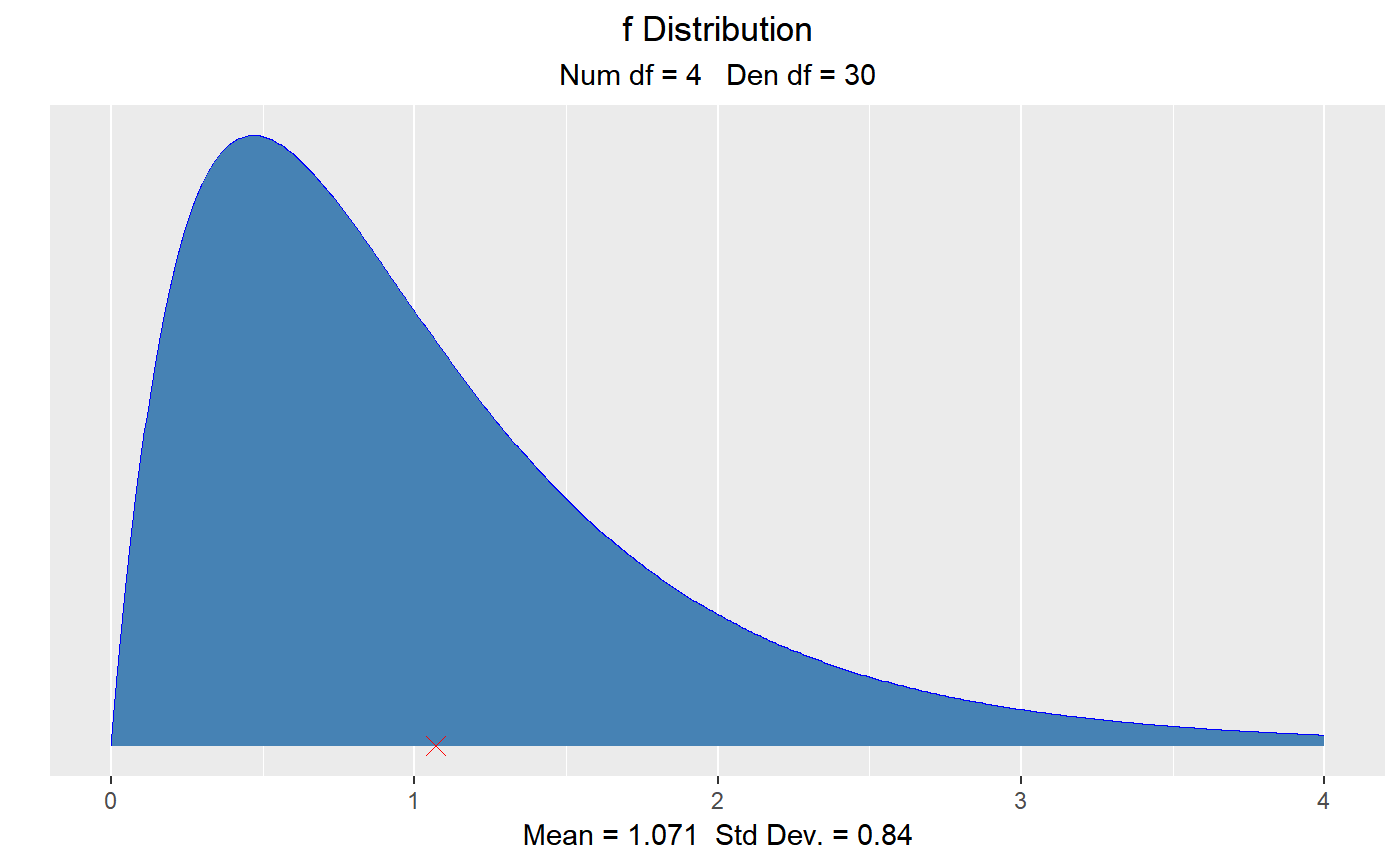 f Distribution
Num df = 4 Den df = 30
0 1 2 3 4
Mean = 1.071 Std Dev. = 0.84